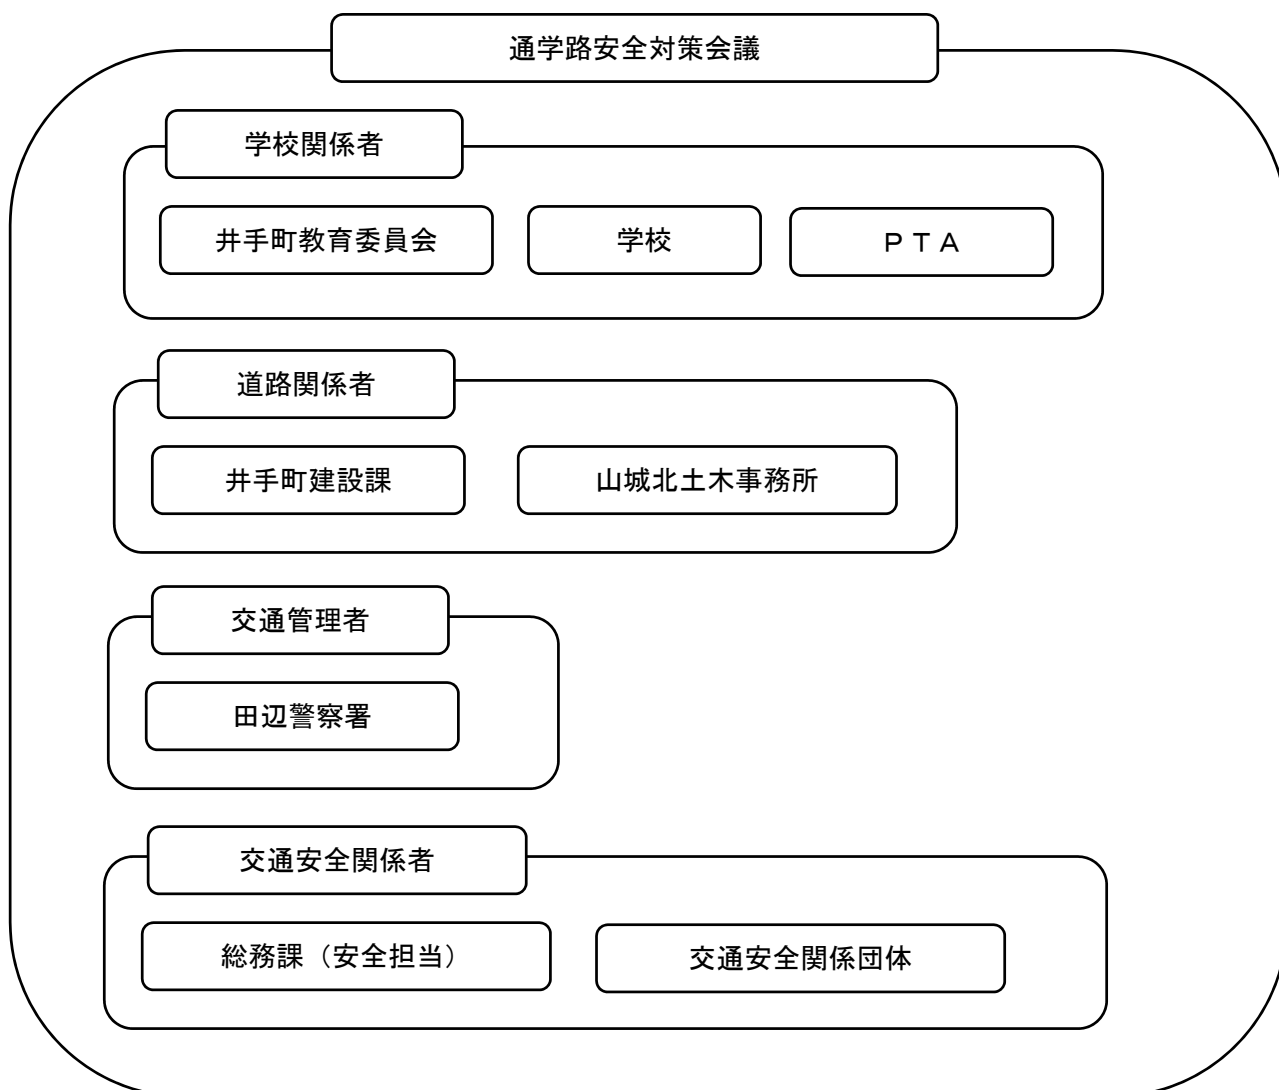 通学路安全対策会議
学校関係者
井手町教育委員会
学校
ＰＴＡ
道路関係者
井手町建設課
山城北土木事務所
交通管理者
田辺警察署
交通安全関係者
総務課（安全担当）
交通安全関係団体